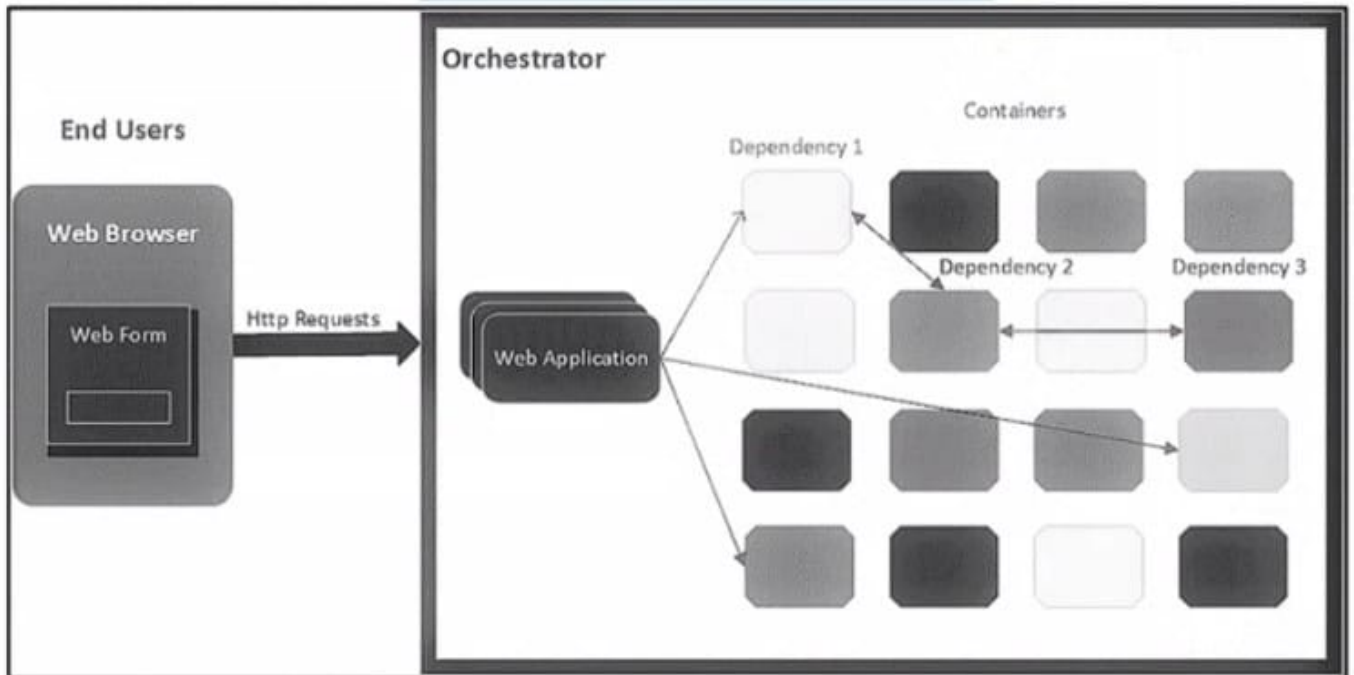 Orchestrator
End Users
Containers
Dependency 1
Web Browser
Dependency 2
Dependency 3
Http Requests
Web Form
Web Application